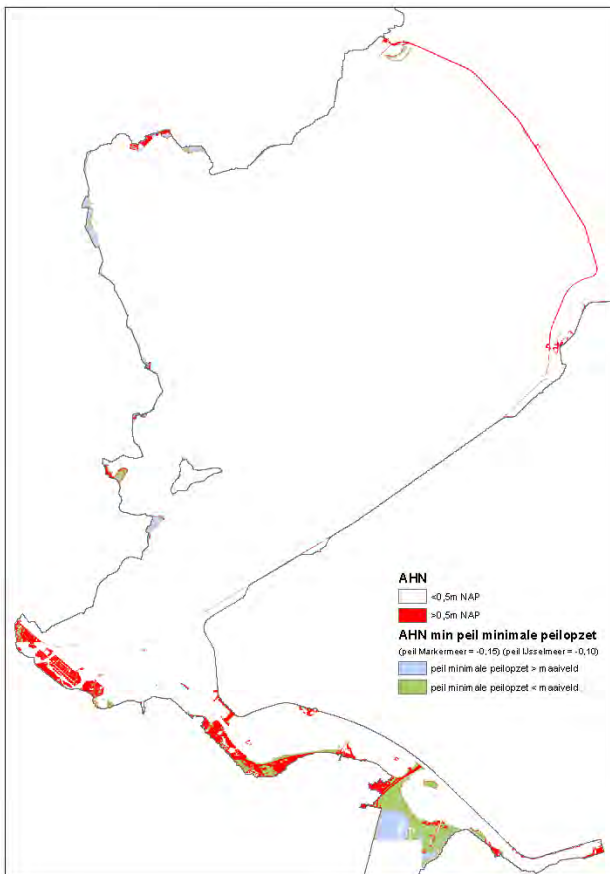 AHN
<0,5m NAP
>0,5m NAP
AHN min peil minimale peilopzet
(peil Markermeer = -0,15) (peil IJsselmeer = -0,10)
peil minimale peilopzet > maaiveld
peil minimale peilopzet < maaiveld